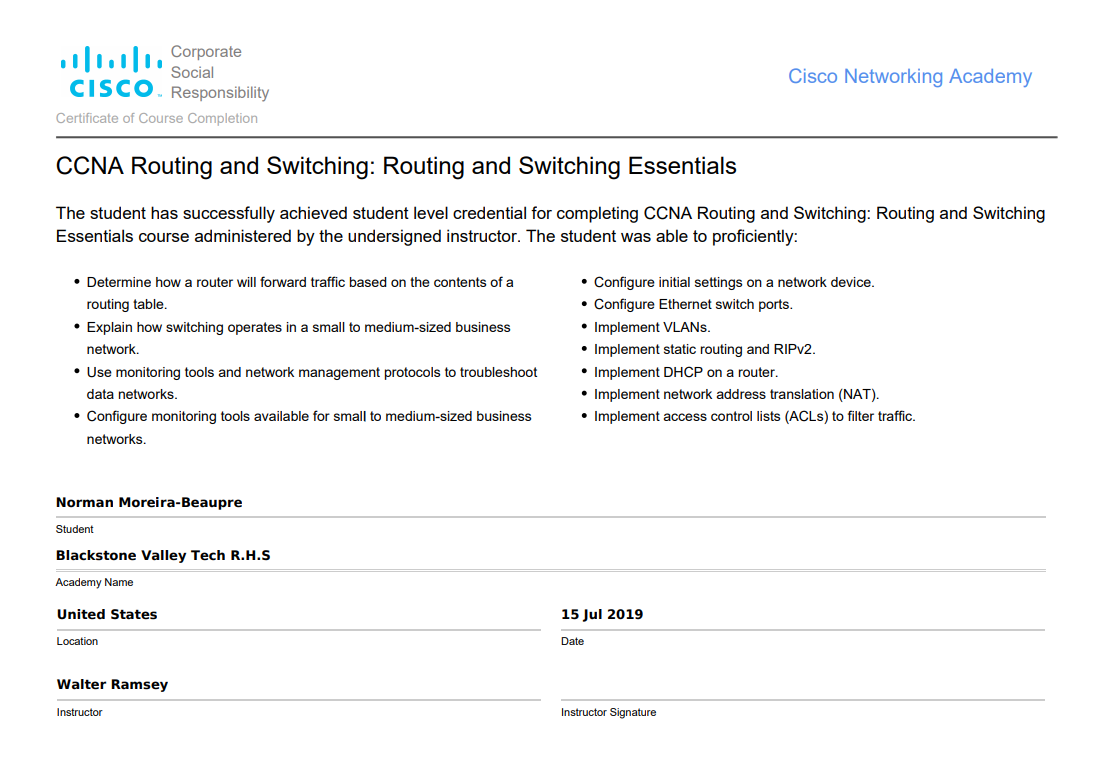 Corporate
Social
Responsibility
CISCO™
Cisco Networking Academy
Certificate of Course Completion
CCNA Routing and Switching: Routing and Switching Essentials
The student has successfully achieved student level credential for completing CCNA Routing and Switching: Routing and Switching
Essentials course administered by the undersigned instructor. The student was able to proficiently:
• Determine how a router will forward traffic based on the contents of a
routing table.
• Explain how switching operates in a small to medium-sized business
network.
• Use monitoring tools and network management protocols to troubleshoot
data networks.
• Configure monitoring tools available for small to medium-sized business
networks.
• Configure initial settings on a network device.
• Configure Ethernet switch ports.
• Implement VLANs.
• Implement static routing and RIPv2.
• Implement DHCP on a router.
• Implement network address translation (NAT).
• Implement access control lists (ACLs) to filter traffic.
Norman Moreira-Beaupre
Student
Blackstone Valley Tech R.H.S
Academy Name
United States
Location
15 Jul 2019
Date
Walter Ramsey
Instructor
Instructor Signature